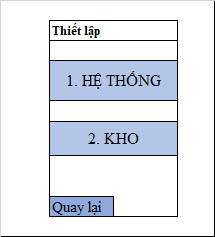 Thiết lập
1. HỆ THỐNG
2. KHO
Quay lại